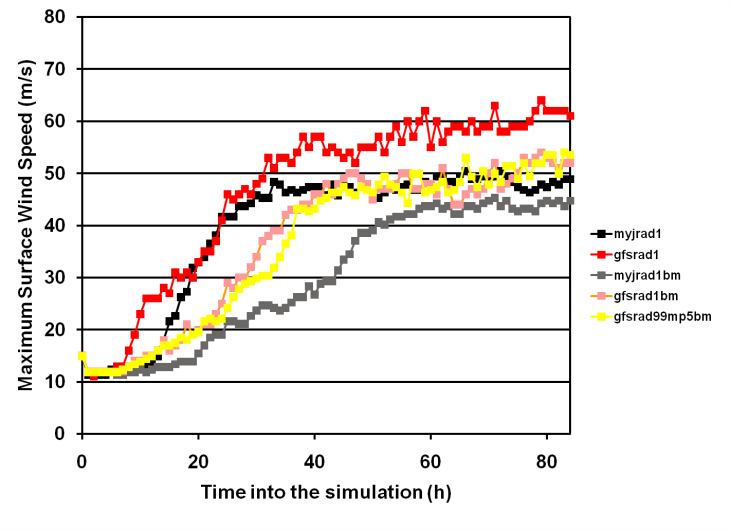 Maximum Surface Wind Speed (m/s)
80
70
60
50
40
30
20
10
0
0 20 40 60 80
Time into the simulation (h)
myjrad1
gfsrad1
myjrad1bm
gfsrad1bm
gfsrad99mp5bm